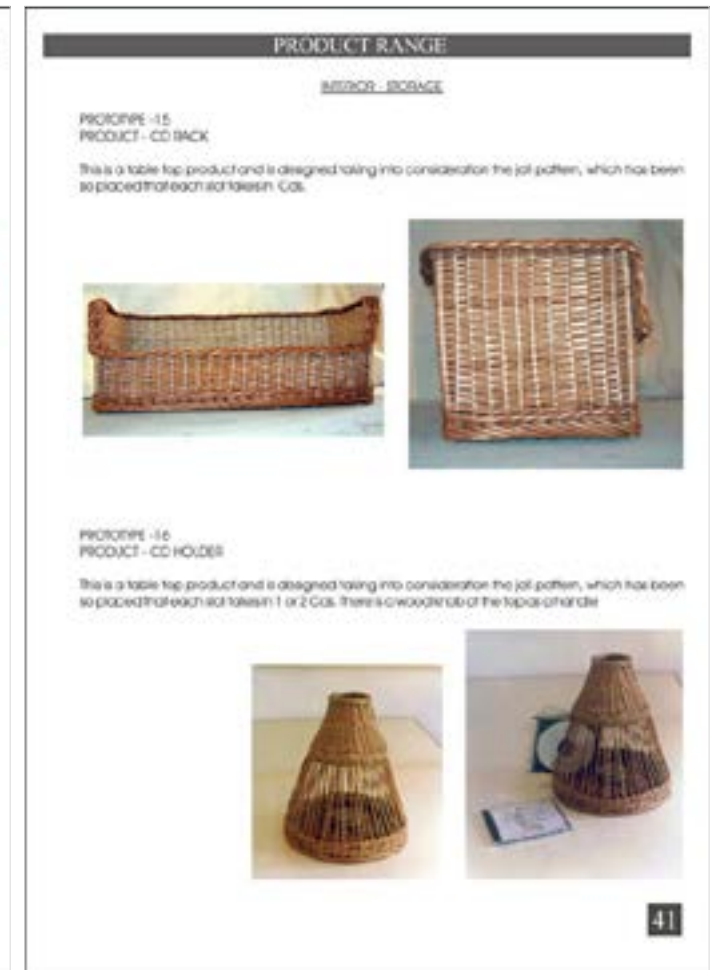 PRODUCT RANGE
INTERIOR - STORAGE
PROTOTYPE -15
PRODUCT - CD RACK
This is a table top product and is designed taking into consideration the jali pattern, which has been
so placed that each slot takes in Cds.
PROTOTYPE -16
PRODUCT - CD HOLDER
This is a table top product and is designed taking into consideration the jali pattern, which has been
so placed that each slot takes in 1 or 2 Cds. There is a wood knob at the top as a handle
41